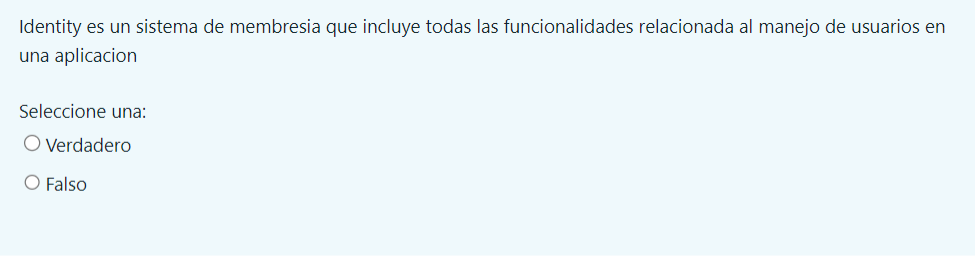 Identity es un sistema de membresia que incluye todas las funcionalidades relacionada al manejo de usuarios en
una aplicacion
Seleccione una:
Verdadero
Falso